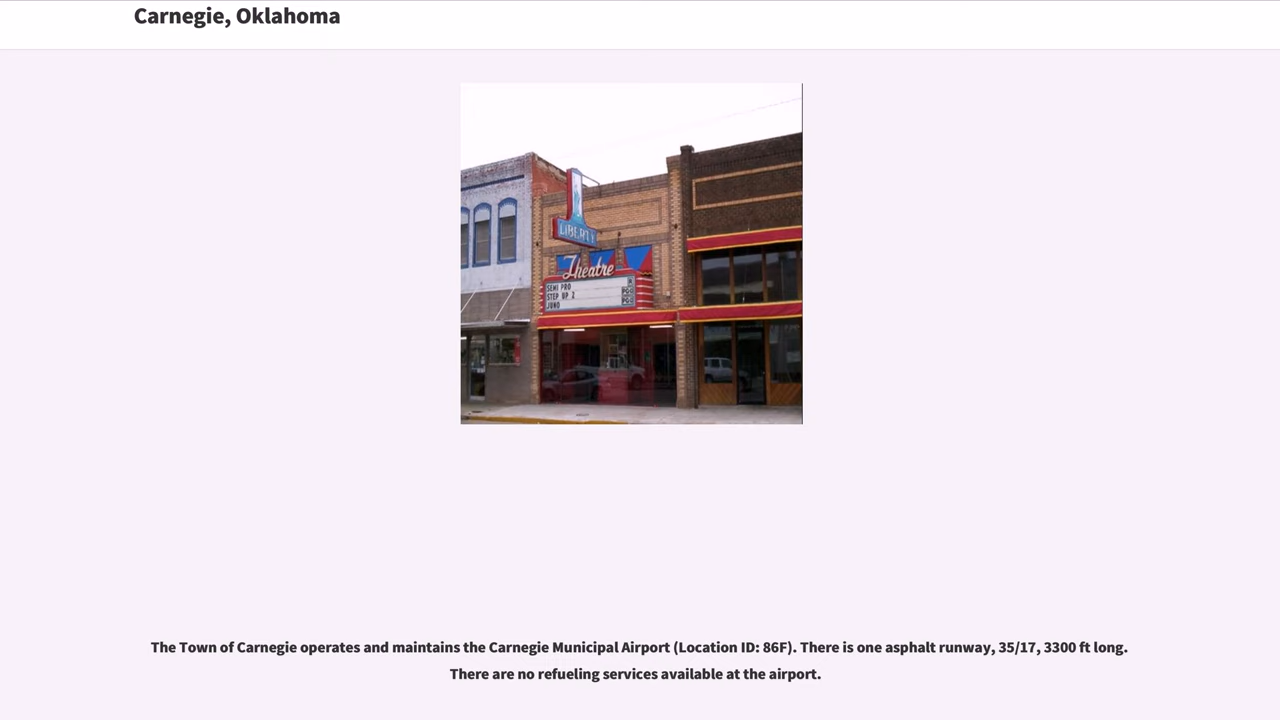 Carnegie, Oklahoma
LIBERTY
Theatre
SEMI PRO R
STEP UP 2 PG
JUNO PG
The Town of Carnegie operates and maintains the Carnegie Municipal Airport (Location ID: 86F). There is one asphalt runway, 35/17, 3300 ft long.
There are no refueling services available at the airport.